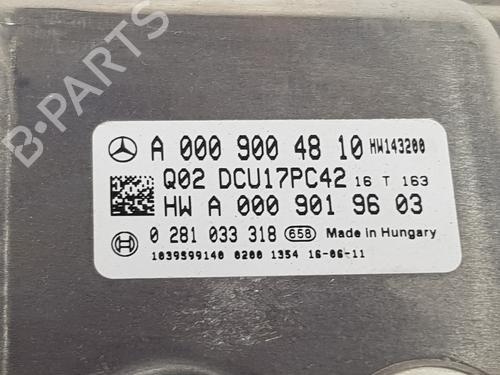 B-PARTS
A 000 900 48 10 HW143200
Q02 DCU17PC42 16 T 163
HW A 000 901 96 03
0 281 033 318 658 Made in Hungary
1039S99140 0200 1354 16-06-11